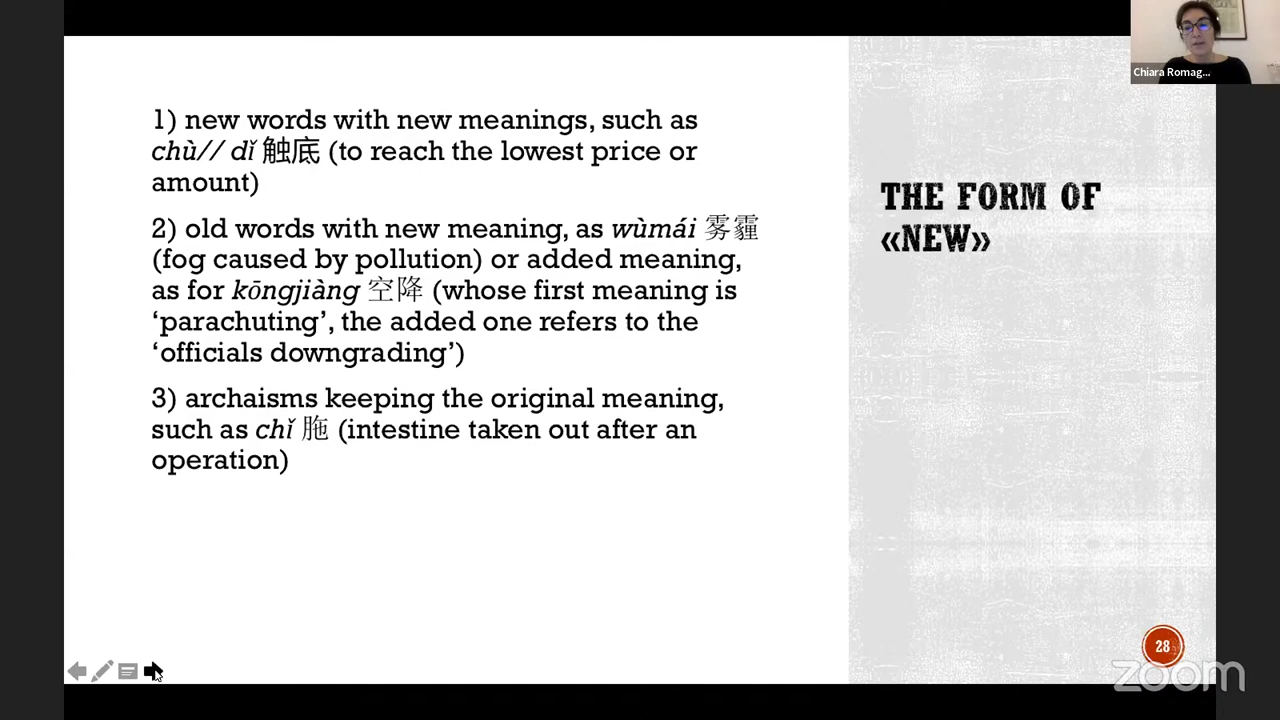 Chiara Romag...
1) new words with new meanings, such as
chù// dǐ 触底 (to reach the lowest price or
amount)
2) old words with new meaning, as wùmái 雾霾
(fog caused by pollution) or added meaning,
as for kōngjiàng 空降 (whose first meaning is
‘parachuting’, the added one refers to the
‘officials downgrading’)
3) archaisms keeping the original meaning,
such as chǐ 胣 (intestine taken out after an
operation)
THE FORM OF
«NEW»
28
zoom